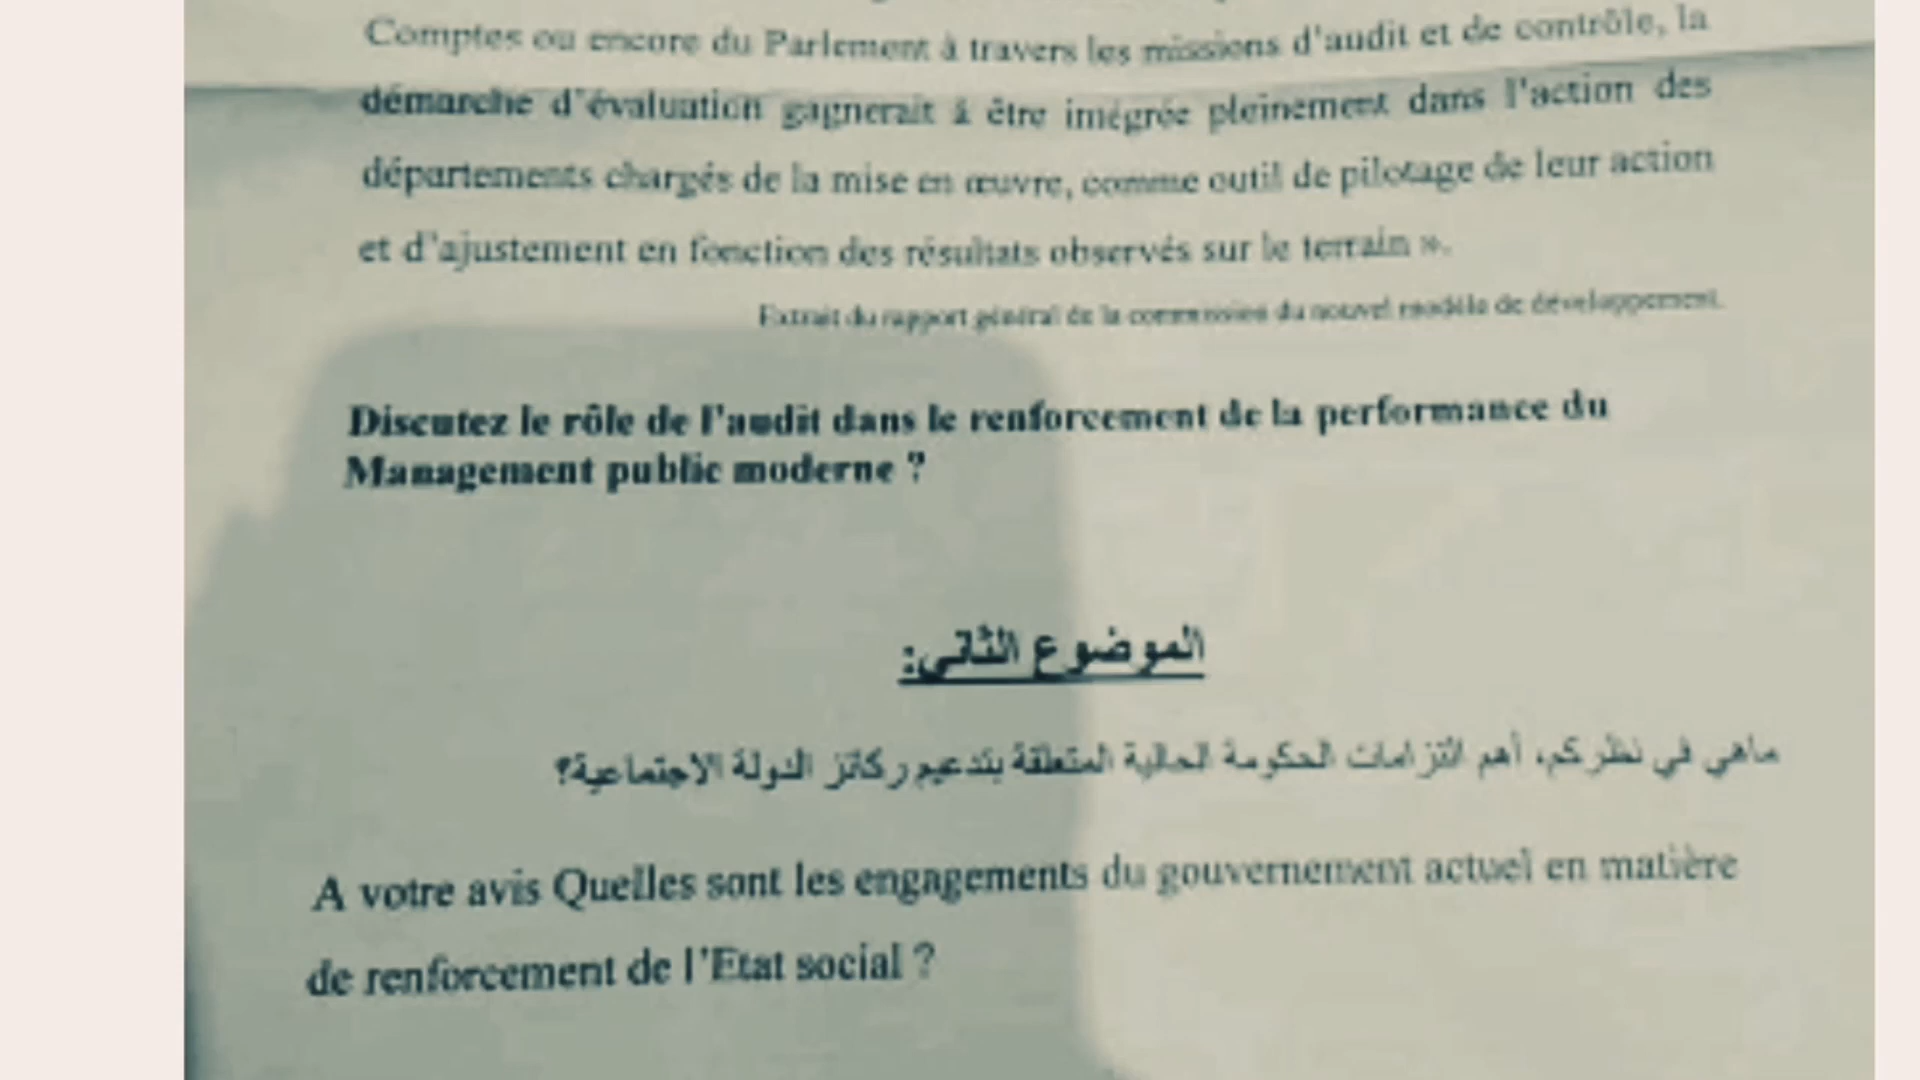 Comptes ou encore du Parlement à travers les missions d'audit et de contrôle, la
démarche d'évaluation gagnerait à être intégrée pleinement dans l'action des
départements chargés de la mise en œuvre, comme outil de pilotage de leur action
et d'ajustement en fonction des résultats observés sur le terrain ».
Extrait du rapport général de la commission du nouvel modèle de développement.
Discutez le rôle de l'audit dans le renforcement de la performance du
Management public moderne ?
الموضوع الثاني:
ماهي في نظركم، أهم التزامات الحكومة الحالية المتعلقة بتدعيم ركائز الدولة الاجتماعية؟
A votre avis Quelles sont les engagements du gouvernement actuel en matière
de renforcement de l'Etat social ?